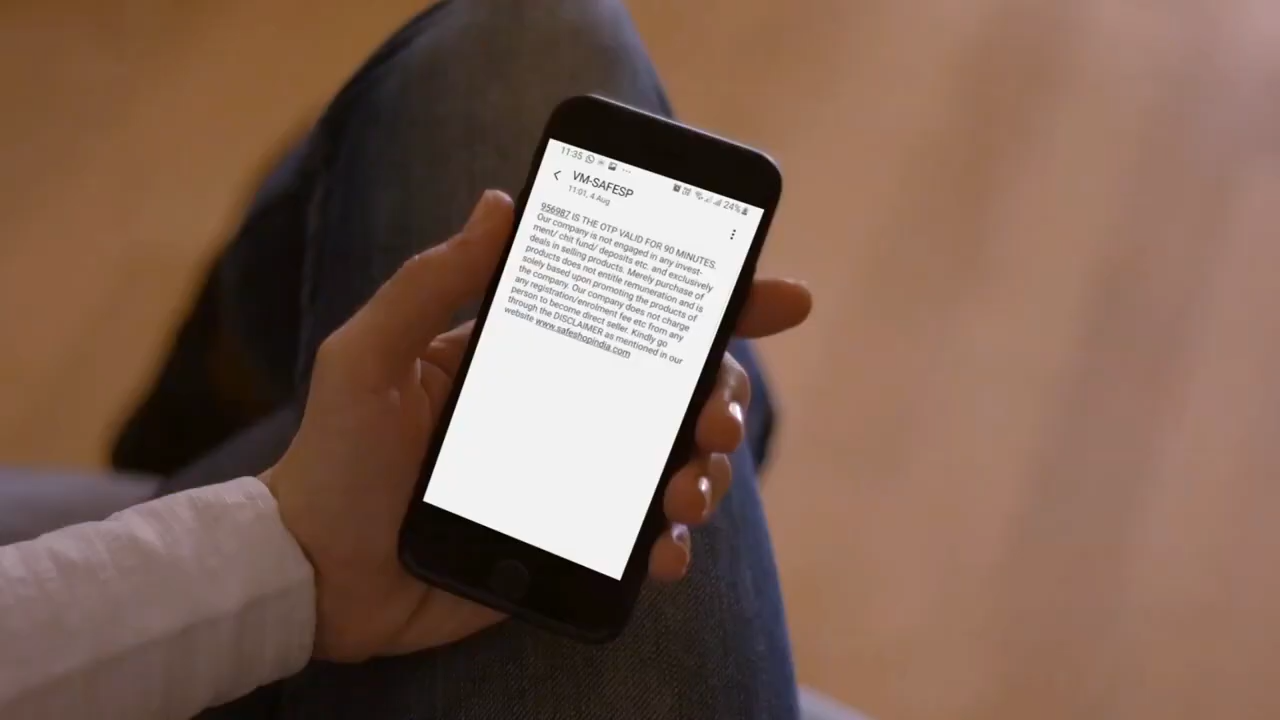 11:35
24%
VM-SAFESP
11:01, 4 Aug
956987 IS THE OTP VALID FOR 90 MINUTES.
Our company is not engaged in any invest-
ment/ chit fund/ deposits etc. and exclusively
deals in selling products. Merely purchase of
products does not entitle remuneration and is
solely based upon promoting the products of
the company. Our company does not charge
any registration/enrolment fee etc from any
person to become direct seller. Kindly go
through the DISCLAIMER as mentioned in our
website www.safeshopindia.com